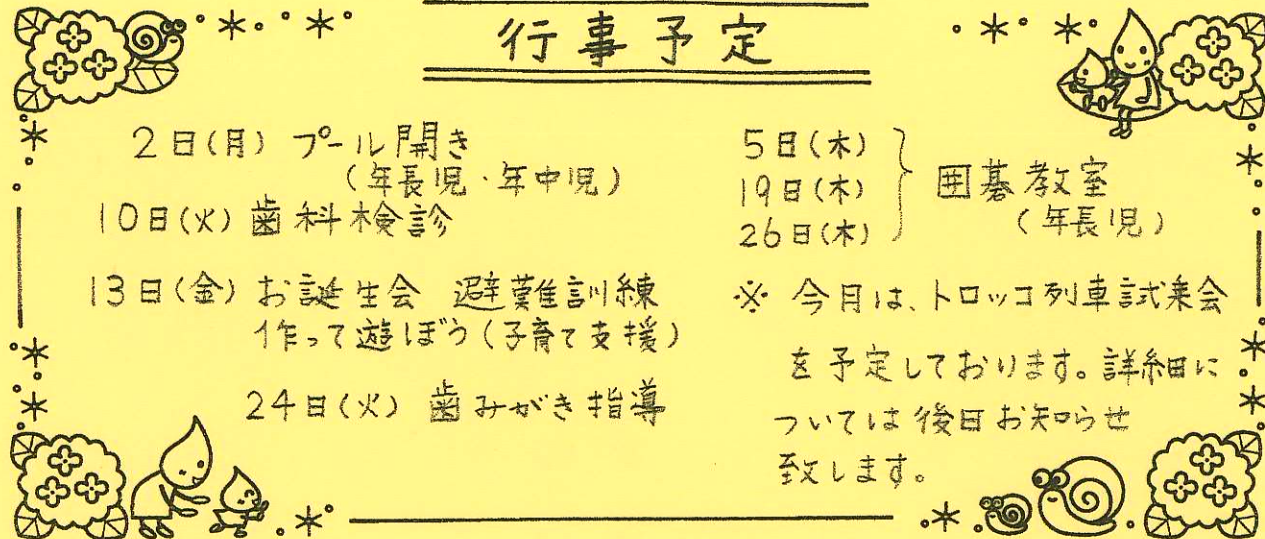 行事予定
2日(月) プール開き
(年長児・年中児)
10日(火) 歯科検診
13日(金) お誕生会 避難訓練
作って遊ぼう(子育て支援)
24日(火) 歯みがき指導
5日(木)
19日(木)
26日(木)
囲碁教室
(年長児)
※ 今月は、トロッコ列車試乗会
を予定しております。詳細に
ついては後日お知らせ
致します。